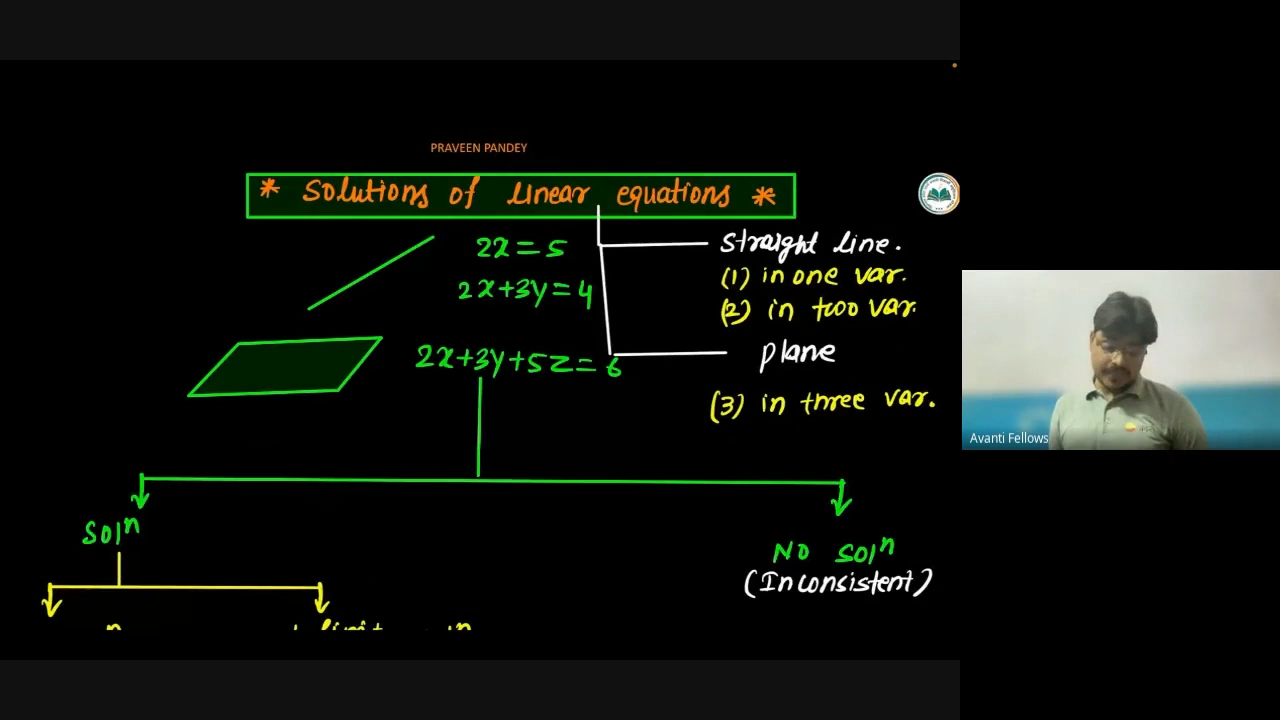 PRAVEEN PANDEY
* Solutions of linear equations *
2x = 5
straight line.
(1) in one var.
2x+3y = 4
(2) in two var.
2x+3y+5z = 6
plane
(3) in three var.
Solⁿ
No solⁿ
(Inconsistent)
Avanti Fellows